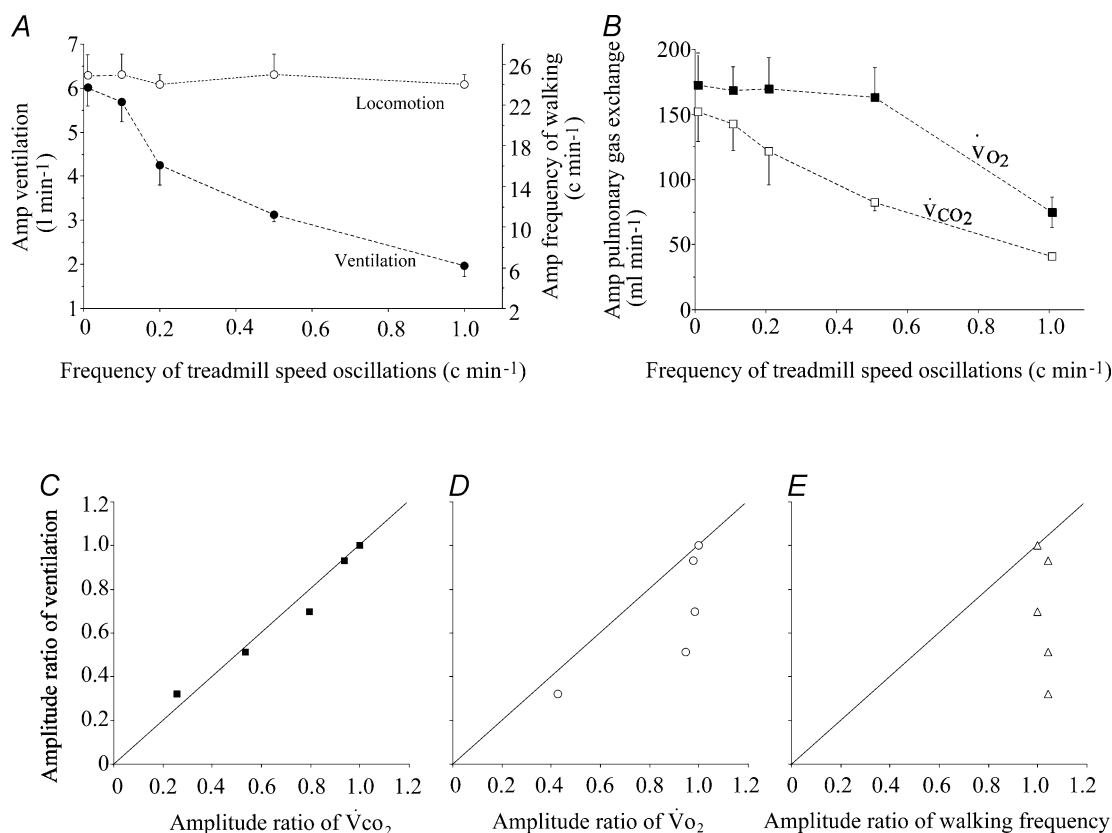 A
Amp ventilation
(l min-1)
7
6
5
4
3
2
1
Locomotion
Ventilation
26
22
18
14
10
6
2
Amp frequency of walking
(c min-1)
0
0.2
0.4
0.6
0.8
1.0
Frequency of treadmill speed oscillations (c min-1)
B
Amp pulmonary gas exchange
(ml min-1)
200
150
100
50
0
V̇O2
V̇CO2
0
0.2
0.4
0.6
0.8
1.0
Frequency of treadmill speed oscillations (c min-1)
C
Amplitude ratio of ventilation
1.2
1.0
0.8
0.6
0.4
0.2
0
0
0.2
0.4
0.6
0.8
1.0
1.2
Amplitude ratio of V̇co2
D
0
0.2
0.4
0.6
0.8
1.0
1.2
Amplitude ratio of V̇o2
E
0
0.2
0.4
0.6
0.8
1.0
1.2
Amplitude ratio of walking frequency